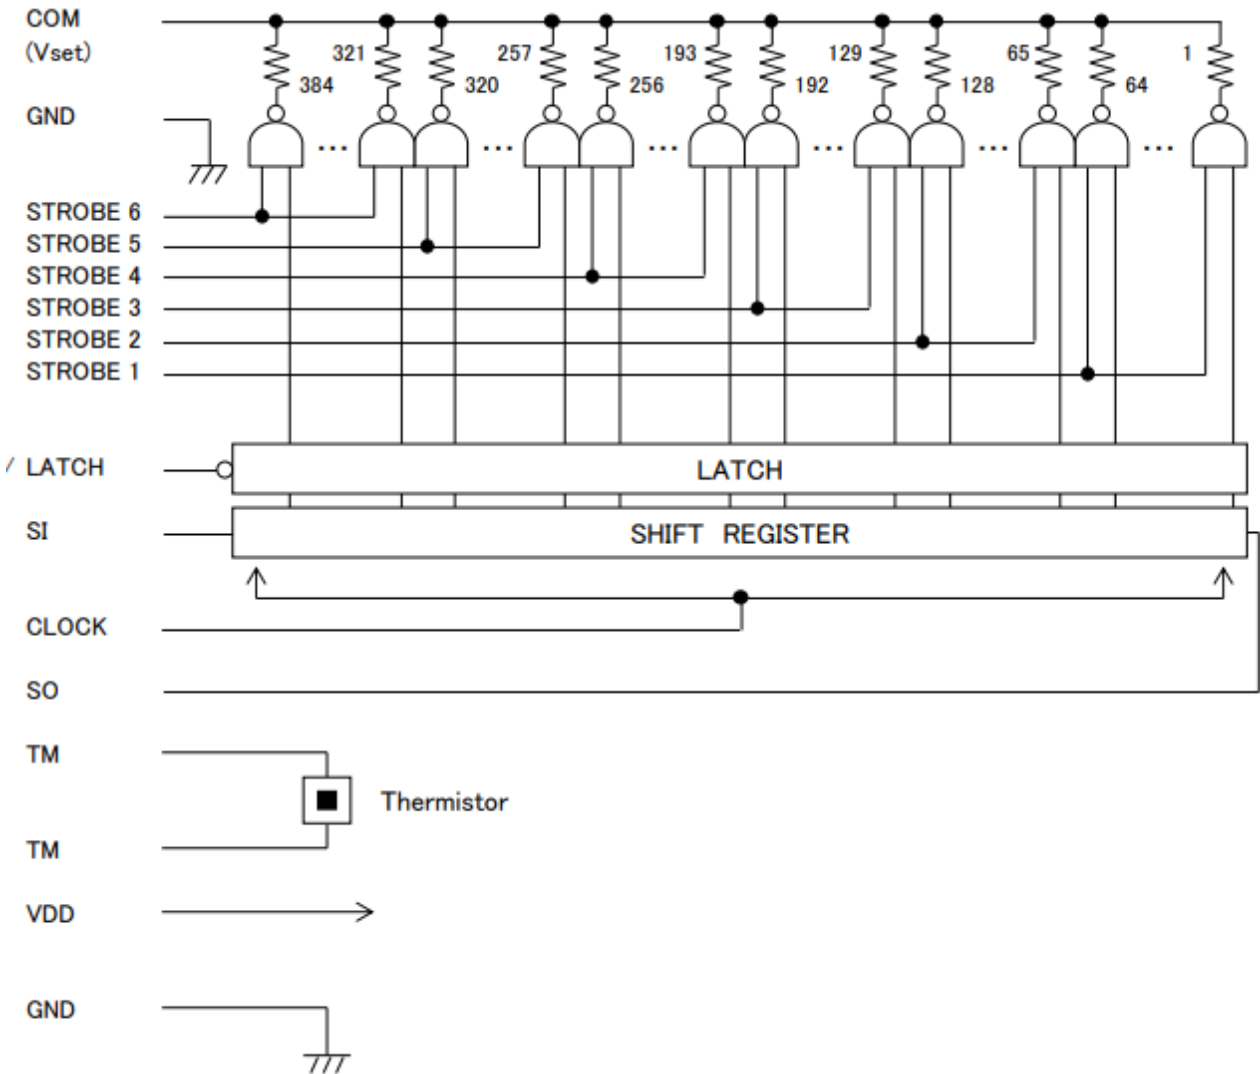 COM
(Vset)
321 257 193 129 65 1
384 320 256 192 128 64
GND
... ... ... ... ... ...
STROBE 6
STROBE 5
STROBE 4
STROBE 3
STROBE 2
STROBE 1
/ LATCH
LATCH
SI
SHIFT REGISTER
CLOCK
SO
TM
Thermistor
TM
VDD
GND